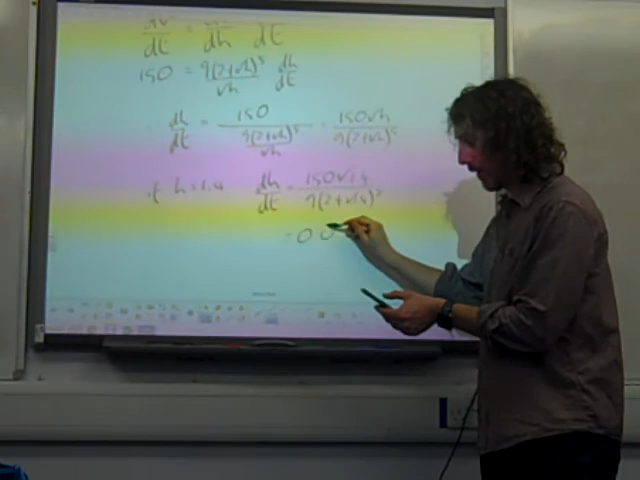 dv/dt = dv/dh dh/dt
150 = 9(2+√h)⁵/√h dh/dt
dh/dt = 150 / 9(2+√h)⁵/√h = 150√h / 9(2+√h)⁵
h = 1.4 dh/dt = 150√1.4 / 9(2+√1.4)⁵
= 0 0